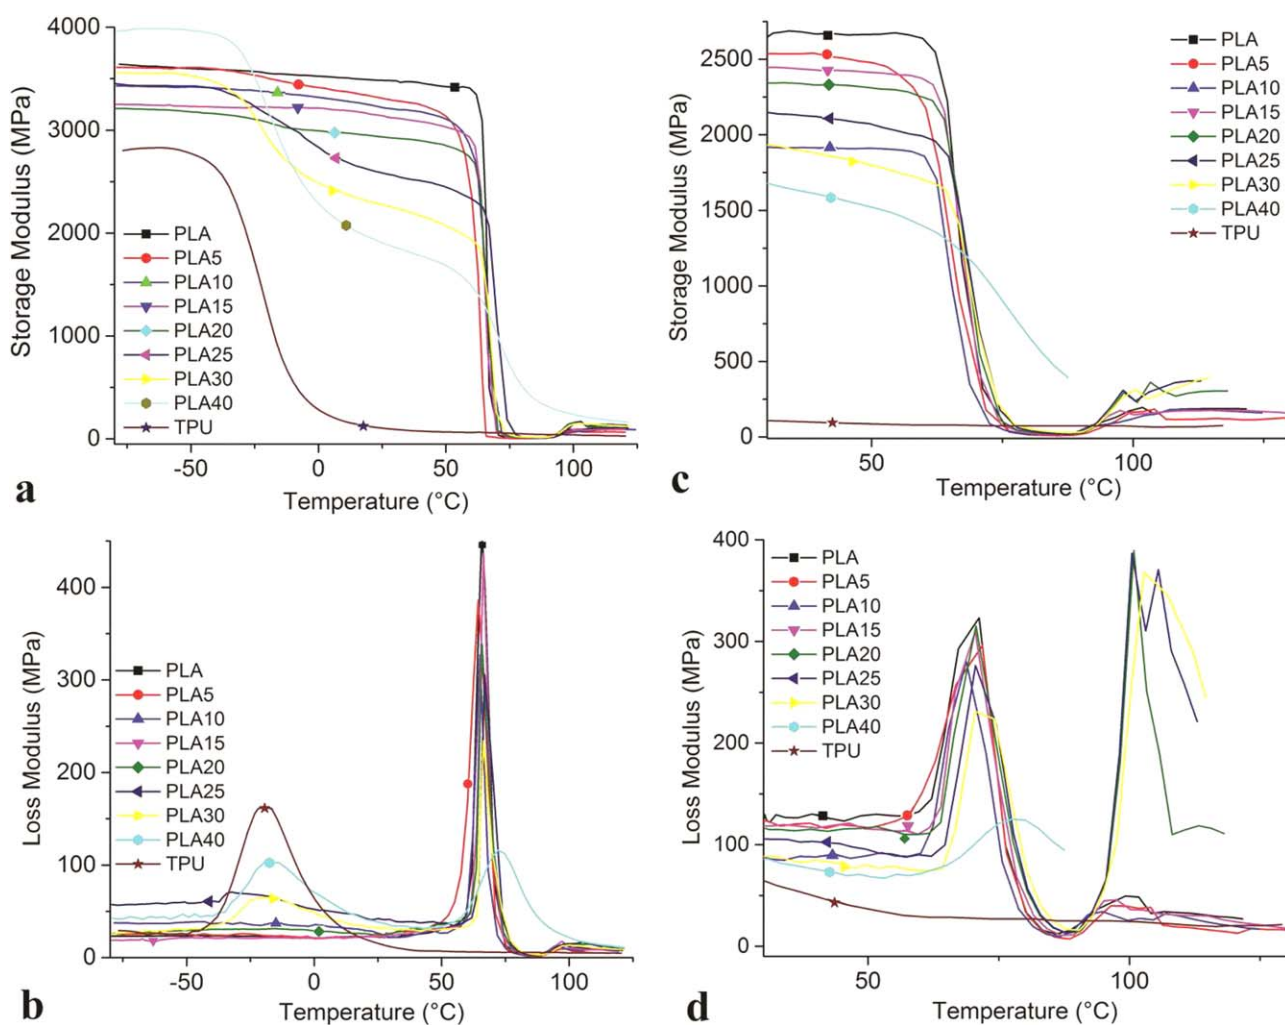 4000
3000
2000
1000
0
Storage Modulus (MPa)
PLA
PLA5
PLA10
PLA15
PLA20
PLA25
PLA30
PLA40
TPU
-50
0
50
100
Temperature (°C)
a
2500
2000
1500
1000
500
0
Storage Modulus (MPa)
PLA
PLA5
PLA10
PLA15
PLA20
PLA25
PLA30
PLA40
TPU
50
100
Temperature (°C)
c
400
300
200
100
0
Loss Modulus (MPa)
PLA
PLA5
PLA10
PLA15
PLA20
PLA25
PLA30
PLA40
TPU
-50
0
50
100
Temperature (°C)
b
400
300
200
100
0
Loss Modulus (MPa)
PLA
PLA5
PLA10
PLA15
PLA20
PLA25
PLA30
PLA40
TPU
50
100
Temperature (°C)
d